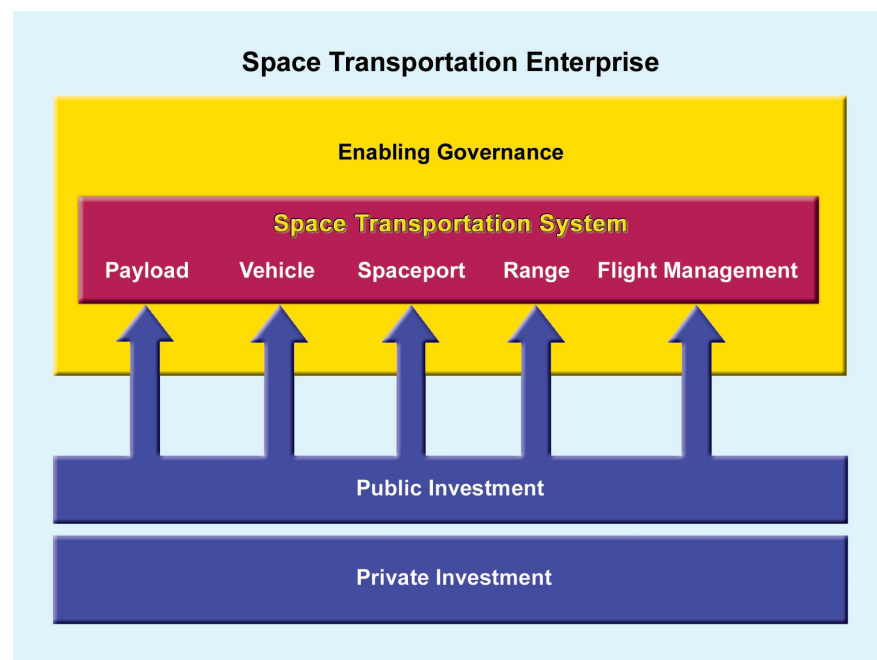 Space Transportation Enterprise
Enabling Governance
Space Transportation System
Payload Vehicle Spaceport Range Flight Management
Public Investment
Private Investment